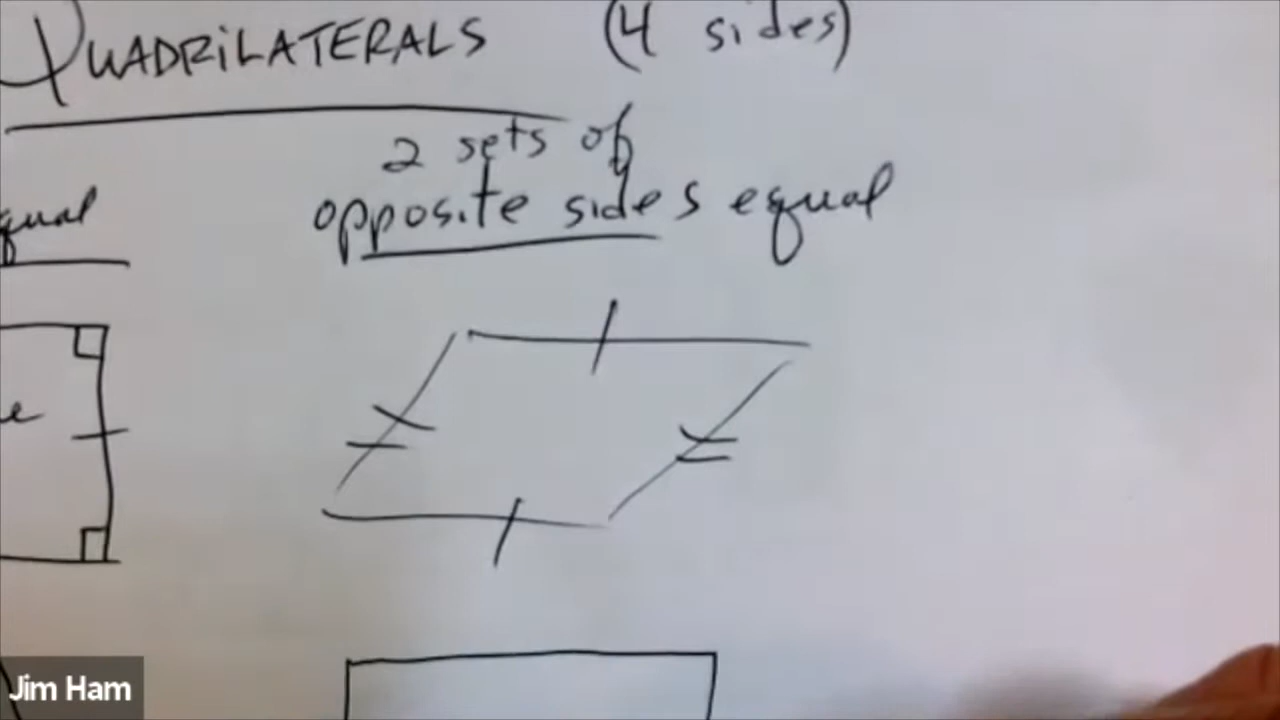 QUADRiLATERALS (4 sides)
2 sets of
opposite sides equal
Jim Ham